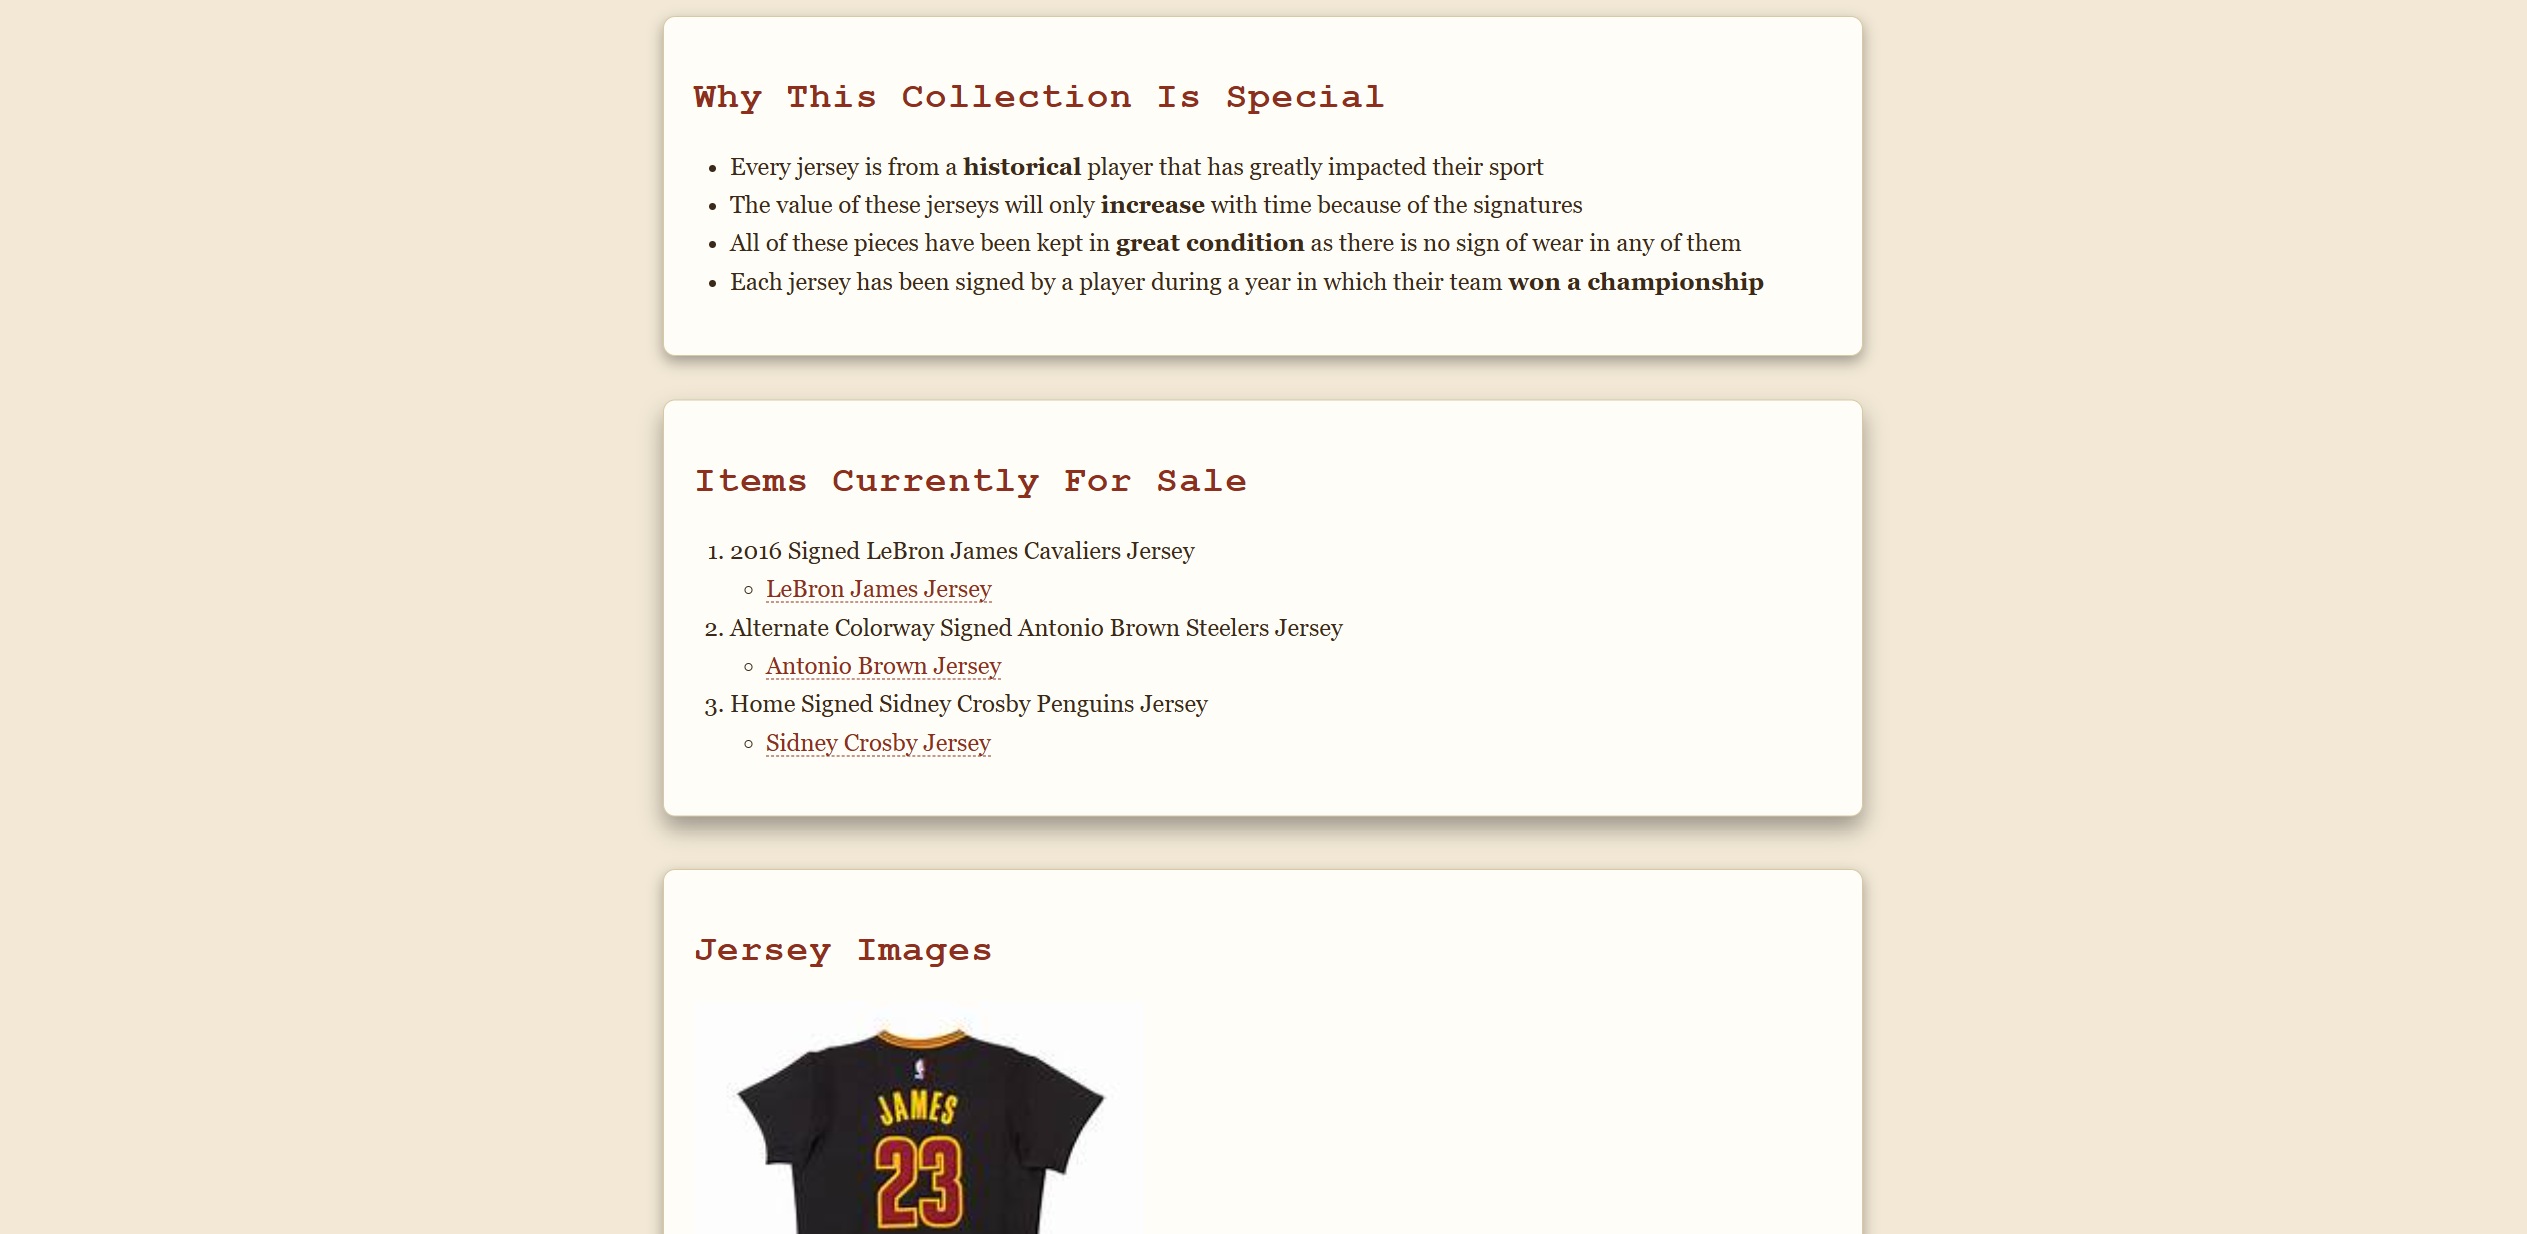 Why This Collection Is Special
• Every jersey is from a historical player that has greatly impacted their sport
• The value of these jerseys will only increase with time because of the signatures
• All of these pieces have been kept in great condition as there is no sign of wear in any of them
• Each jersey has been signed by a player during a year in which their team won a championship
Items Currently For Sale
1. 2016 Signed LeBron James Cavaliers Jersey
○ LeBron James Jersey
2. Alternate Colorway Signed Antonio Brown Steelers Jersey
○ Antonio Brown Jersey
3. Home Signed Sidney Crosby Penguins Jersey
○ Sidney Crosby Jersey
Jersey Images
JAMES
23